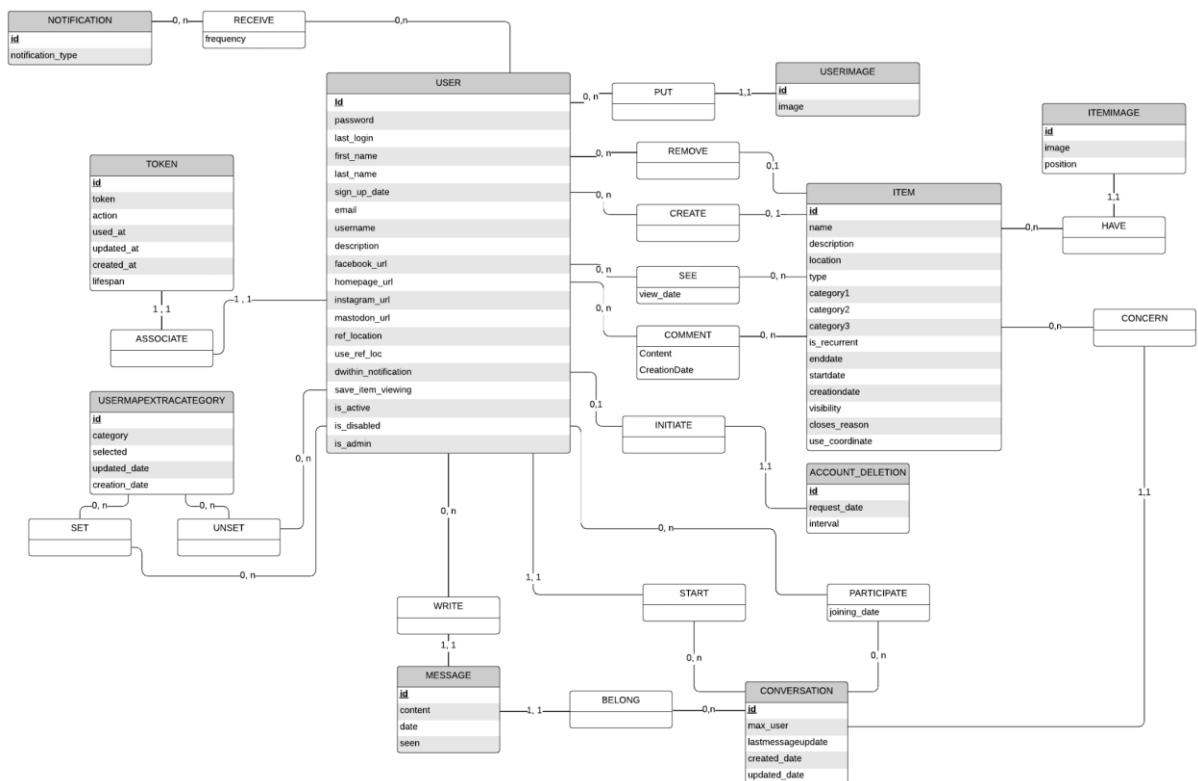 NOTIFICATION
id
notification_type
0, n
RECEIVE
frequency
0,n
USER
Id
password
last_login
first_name
last_name
sign_up_date
email
username
description
facebook_url
homepage_url
instagram_url
mastodon_url
ref_location
use_ref_loc
dwithin_notification
save_item_viewing
is_active
is_disabled
is_admin
0, n
PUT
1,1
USERIMAGE
id
image
ITEMIMAGE
id
image
position
1,1
HAVE
0,n
0, n
REMOVE
0,1
0, n
CREATE
0, 1
0, n
SEE
view_date
0, n
0, n
COMMENT
Content
CreationDate
0, n
ITEM
id
name
description
location
type
category1
category2
category3
is_recurrent
enddate
startdate
creationdate
visibility
closes_reason
use_coordinate
0,n
CONCERN
1,1
TOKEN
id
token
action
used_at
updated_at
created_at
lifespan
1 , 1
ASSOCIATE
1 , 1
USERMAPEXTRACATEGORY
id
category
selected
updated_date
creation_date
0, n
0, n
SET
UNSET
0, n
0, n
0,1
INITIATE
1,1
ACCOUNT_DELETION
id
request_date
interval
0, n
0, n
WRITE
1, 1
MESSAGE
id
content
date
seen
1, 1
BELONG
0,n
1, 1
START
0, n
PARTICIPATE
joining_date
0, n
CONVERSATION
id
max_user
lastmessageupdate
created_date
updated_date